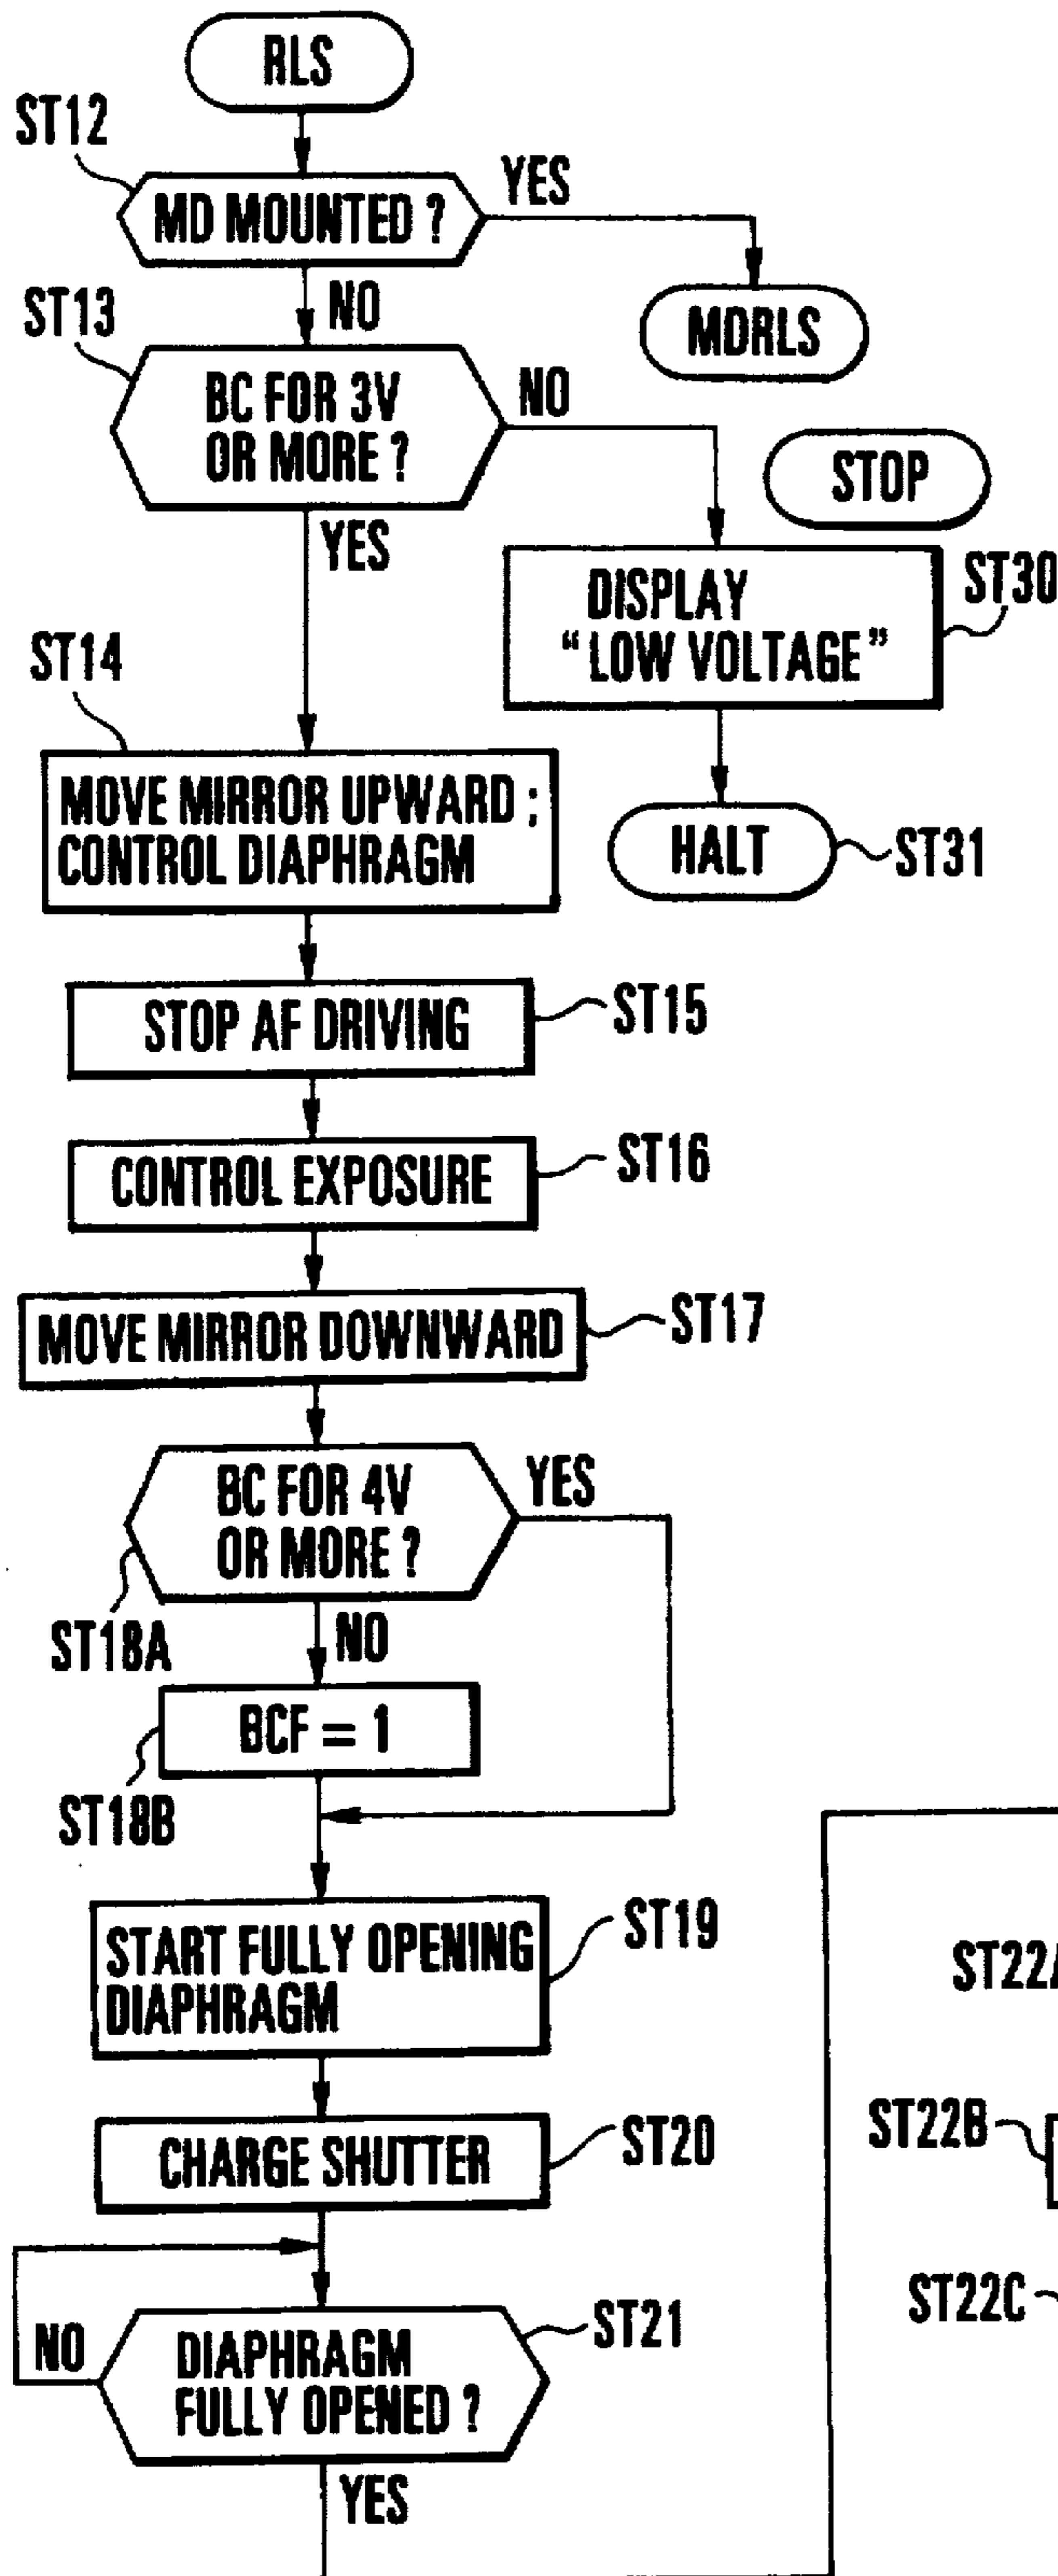 RLS
ST12
MD MOUNTED ?
YES
MDRLS
ST13
NO
BC FOR 3V
OR MORE ?
NO
STOP
YES
DISPLAY
"LOW VOLTAGE"
ST30
ST14
MOVE MIRROR UPWARD ;
CONTROL DIAPHRAGM
HALT
ST31
STOP AF DRIVING
ST15
CONTROL EXPOSURE
ST16
MOVE MIRROR DOWNWARD
ST17
BC FOR 4V
OR MORE ?
YES
ST18A
NO
BCF = 1
ST18B
START FULLY OPENING
DIAPHRAGM
ST19
ST22A
CHARGE SHUTTER
ST20
ST22B
ST22C
NO
DIAPHRAGM
FULLY OPENED ?
ST21
YES